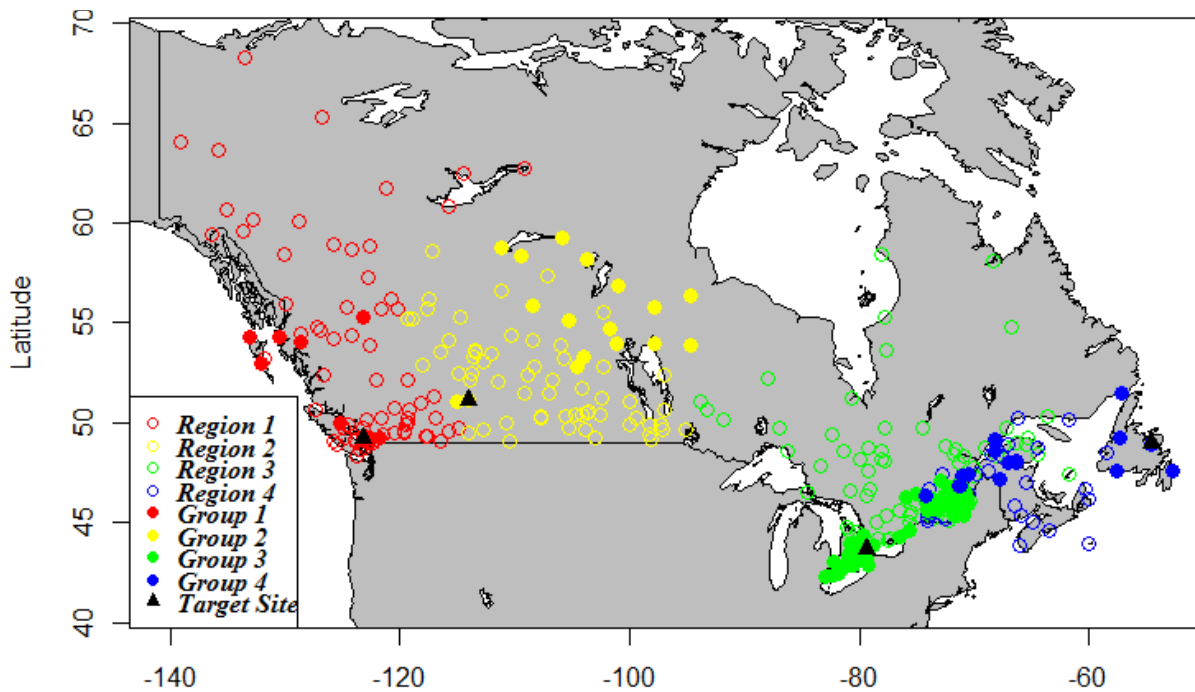 70
65
60
55
50
45
40
Latitude
Region 1
Region 2
Region 3
Region 4
Group 1
Group 2
Group 3
Group 4
Target Site
-140
-120
-100
-80
-60